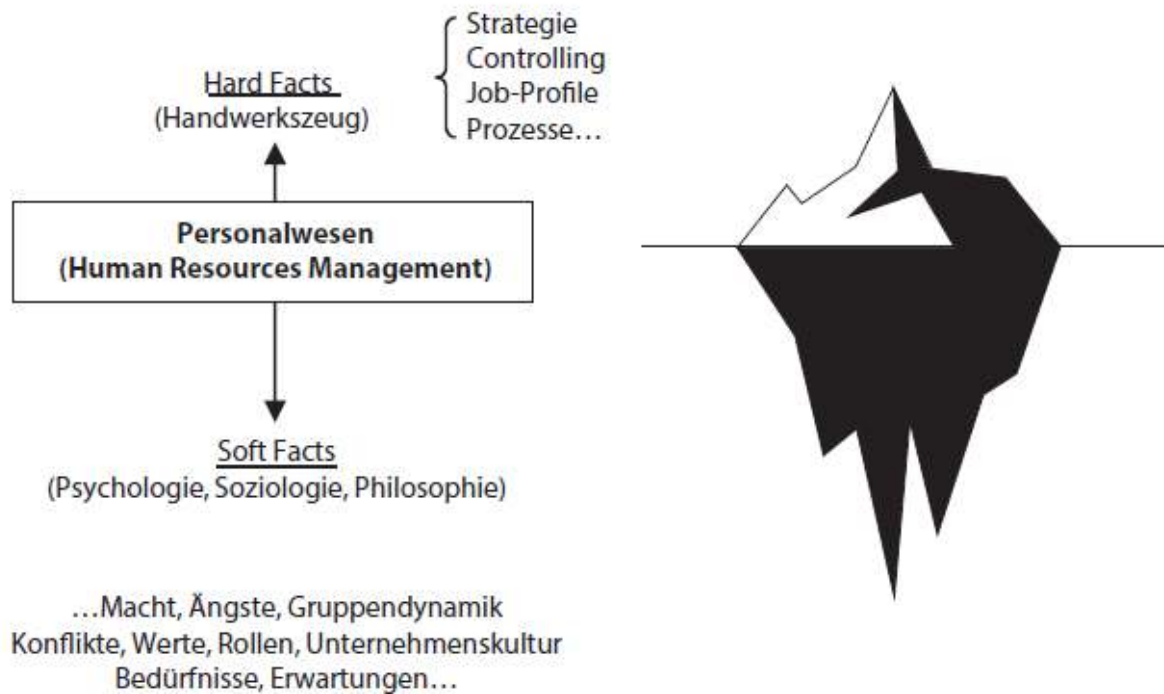 Hard Facts
(Handwerkszeug)
Strategie
Controlling
Job-Profile
Prozesse…
Personalwesen
(Human Resources Management)
Soft Facts
(Psychologie, Soziologie, Philosophie)
…Macht, Ängste, Gruppendynamik
Konflikte, Werte, Rollen, Unternehmenskultur
Bedürfnisse, Erwartungen…